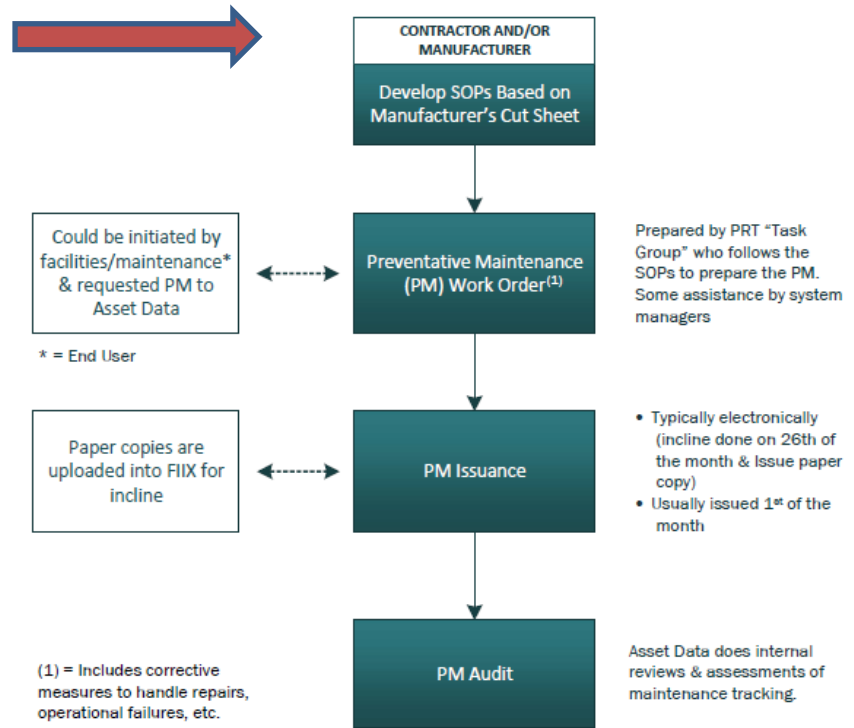 CONTRACTOR AND/OR
MANUFACTURER
Develop SOPs Based on
Manufacturer's Cut Sheet
Could be initiated by
facilities/maintenance*
& requested PM to
Asset Data
* = End User
Preventative Maintenance
(PM) Work Order(1)
Prepared by PRT "Task
Group" who follows the
SOPs to prepare the PM.
Some assistance by system
managers
Paper copies are
uploaded into FIIX for
incline
PM Issuance
• Typically electronically
(incline done on 26th of
the month & Issue paper
copy)
• Usually issued 1st of the
month
(1) = Includes corrective
measures to handle repairs,
operational failures, etc.
PM Audit
Asset Data does internal
reviews & assessments of
maintenance tracking.